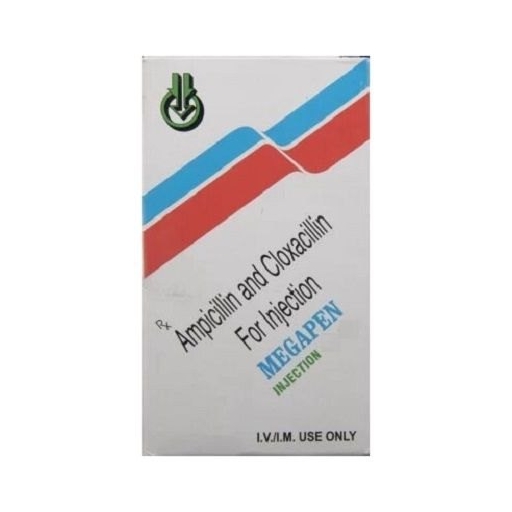 Rx
Ampicillin and Cloxacillin
For Injection
MEGAPEN
INJECTION
I.V./I.M. USE ONLY